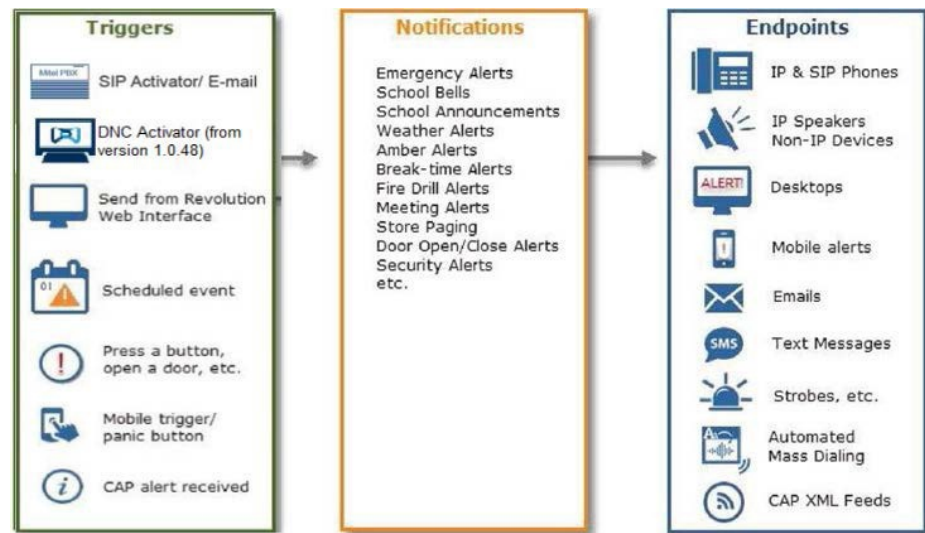 Triggers
Mitel PBX
SIP Activator/ E-mail
DNC Activator (from
version 1.0.48)
Send from Revolution
Web Interface
01
Scheduled event
!
Press a button,
open a door, etc.
Mobile trigger/
panic button
i
CAP alert received
Notifications
Emergency Alerts
School Bells
School Announcements
Weather Alerts
Amber Alerts
Break-time Alerts
Fire Drill Alerts
Meeting Alerts
Store Paging
Door Open/Close Alerts
Security Alerts
etc.
Endpoints
IP & SIP Phones
IP Speakers
Non-IP Devices
ALERT!
Desktops
!
Mobile alerts
Emails
SMS
Text Messages
Strobes, etc.
A
Automated
Mass Dialing
CAP XML Feeds